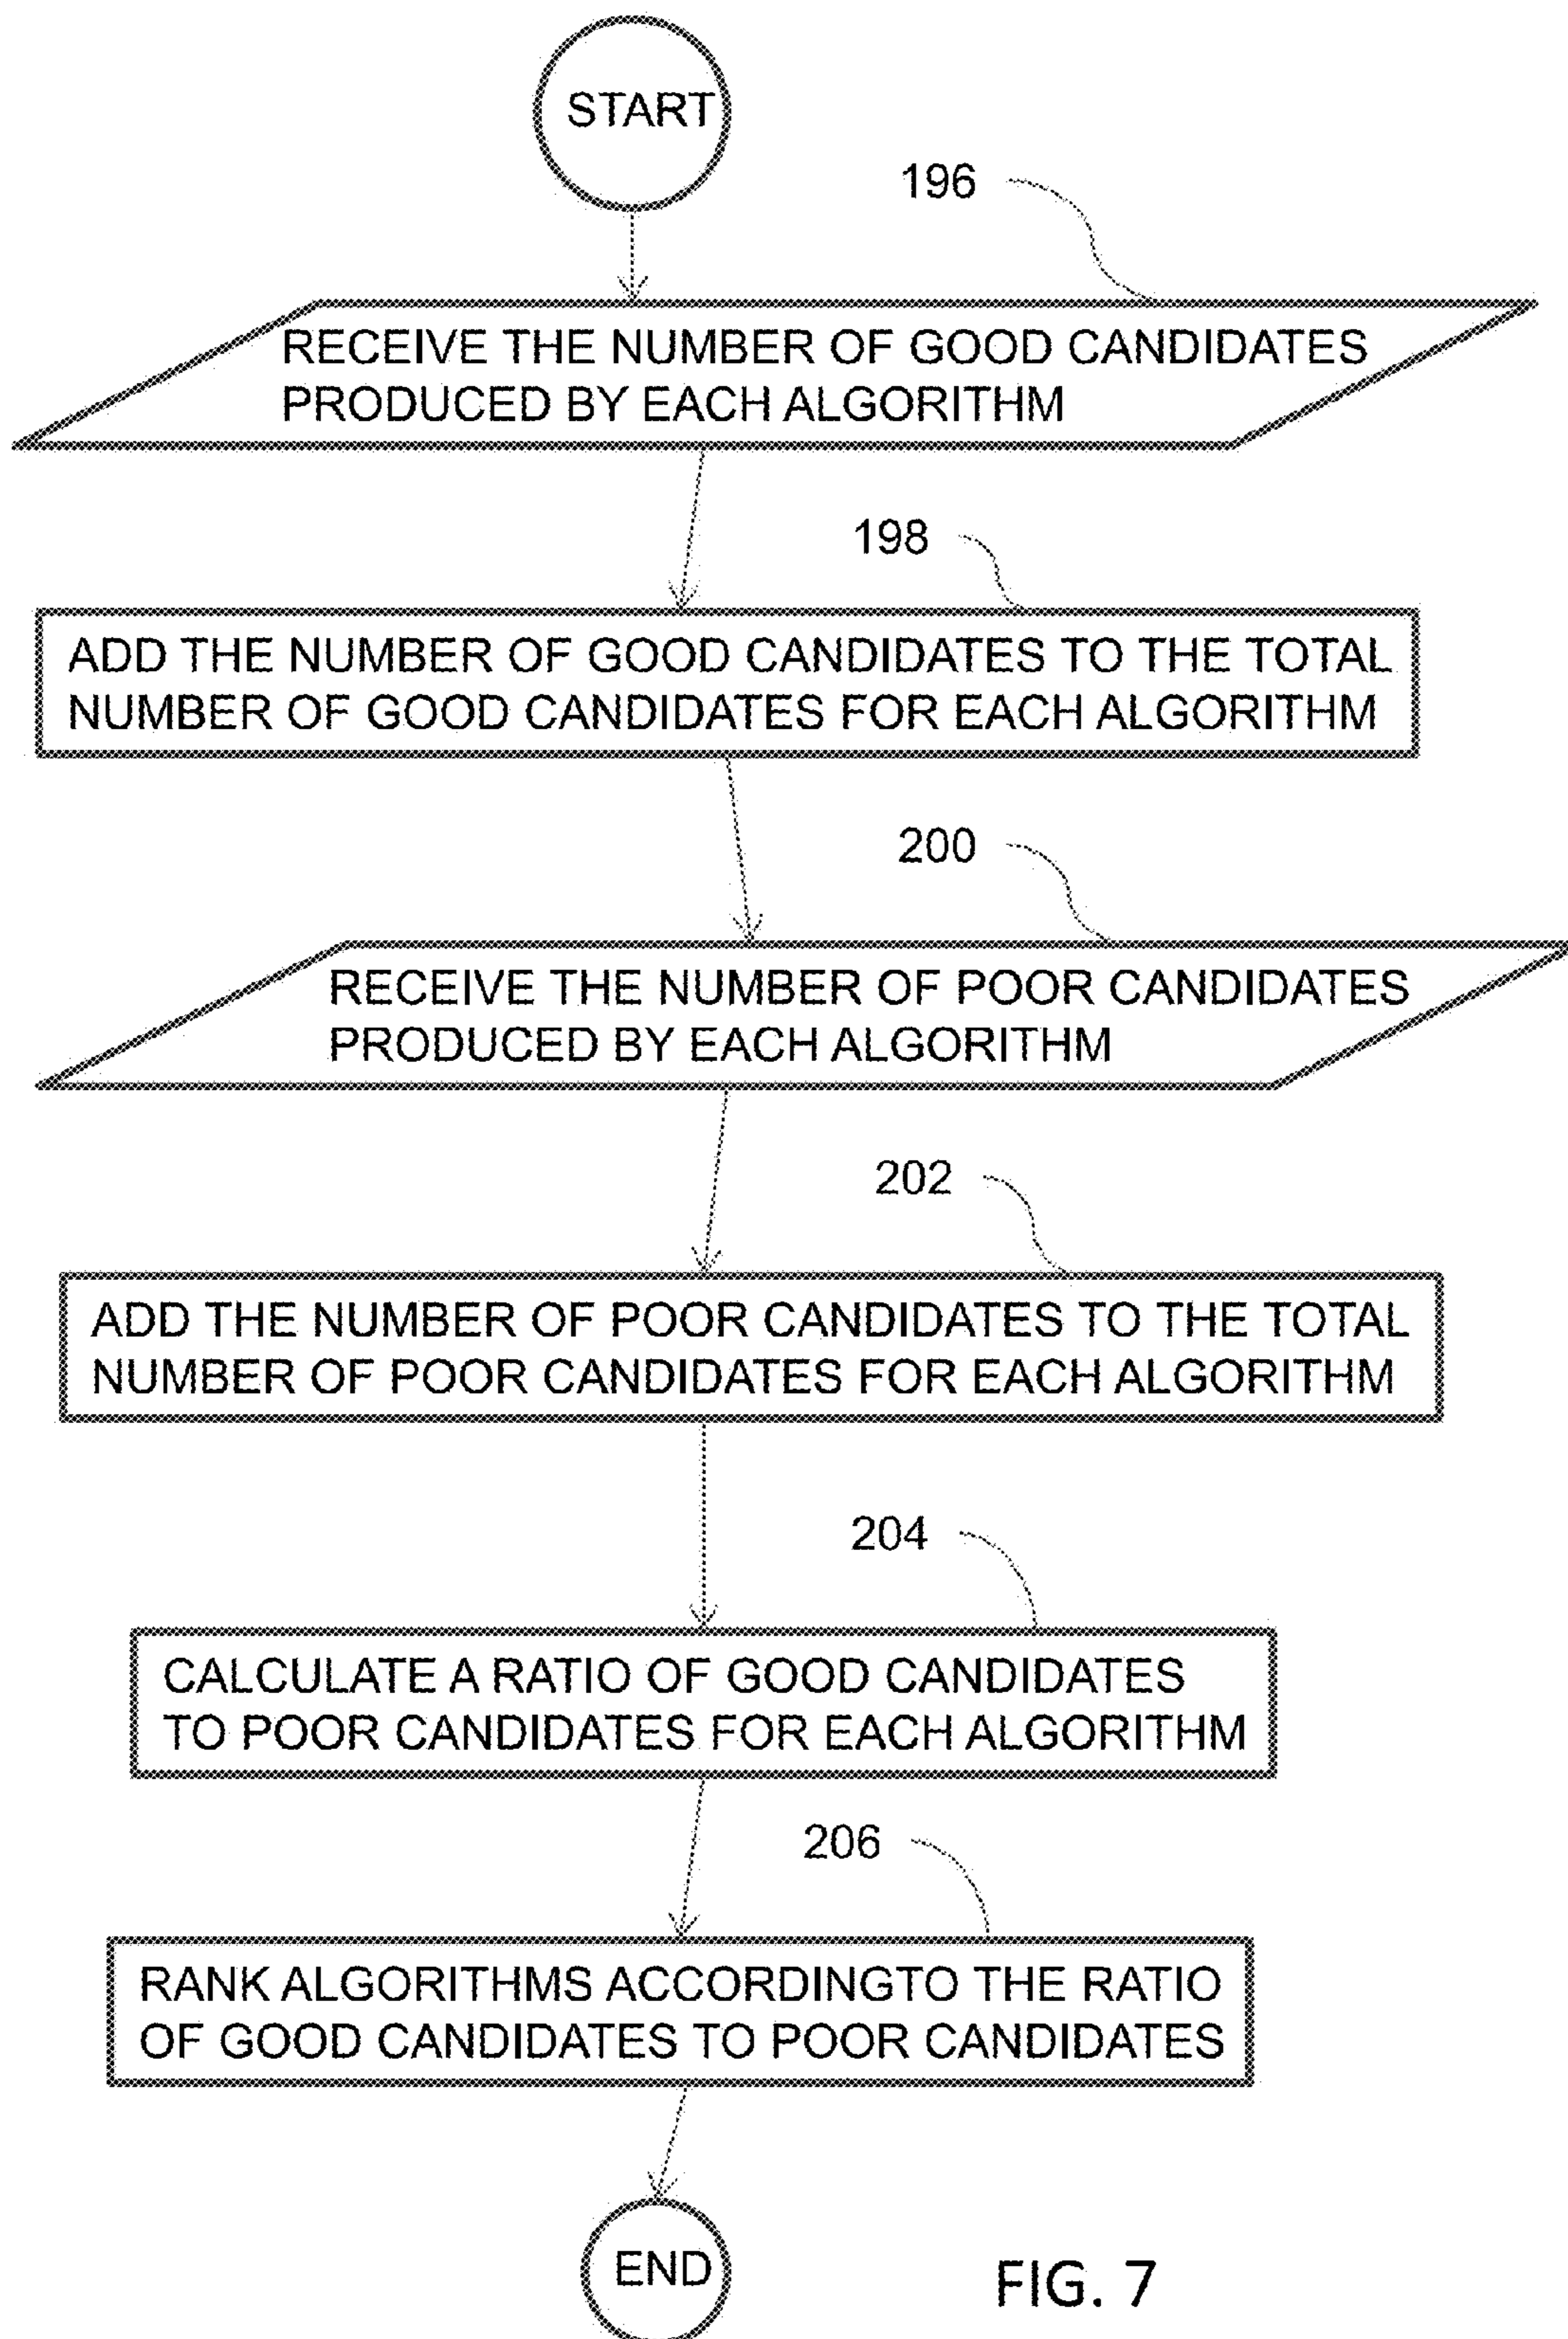 START
196
RECEIVE THE NUMBER OF GOOD CANDIDATES
PRODUCED BY EACH ALGORITHM
198
ADD THE NUMBER OF GOOD CANDIDATES TO THE TOTAL
NUMBER OF GOOD CANDIDATES FOR EACH ALGORITHM
200
RECEIVE THE NUMBER OF POOR CANDIDATES
PRODUCED BY EACH ALGORITHM
202
ADD THE NUMBER OF POOR CANDIDATES TO THE TOTAL
NUMBER OF POOR CANDIDATES FOR EACH ALGORITHM
204
CALCULATE A RATIO OF GOOD CANDIDATES
TO POOR CANDIDATES FOR EACH ALGORITHM
206
RANK ALGORITHMS ACCORDINGTO THE RATIO
OF GOOD CANDIDATES TO POOR CANDIDATES
END
FIG. 7